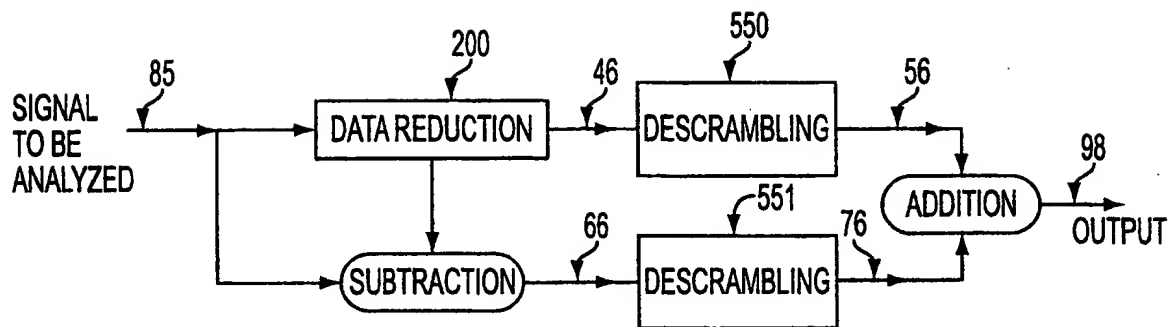 200
550
85
46
56
SIGNAL
TO BE
ANALYZED
DATA REDUCTION
DESCRAMBLING
98
ADDITION
OUTPUT
551
66
76
SUBTRACTION
DESCRAMBLING